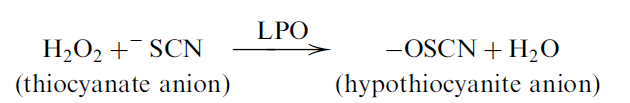 LPO
H₂O₂ + ⁻ SCN → –OSCN + H₂O
(thiocyanate anion) (hypothiocyanite anion)